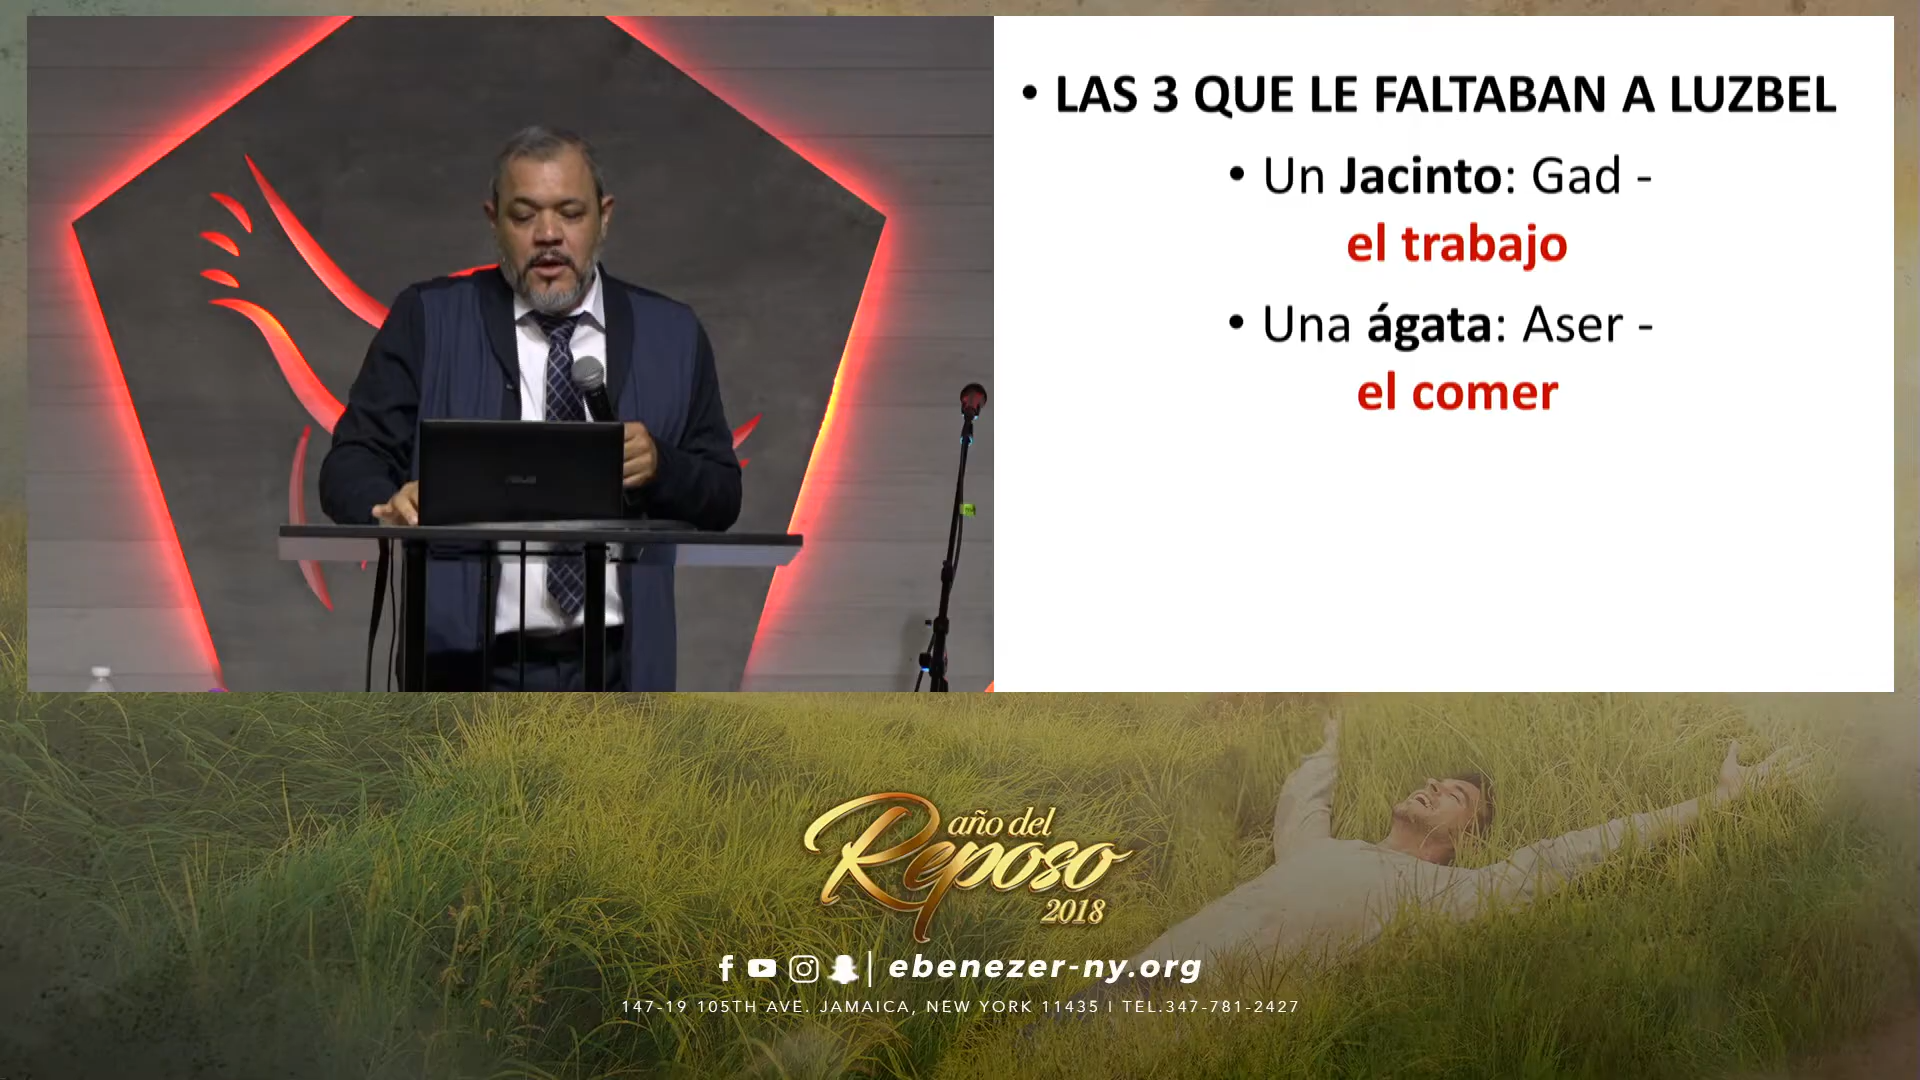 • LAS 3 QUE LE FALTABAN A LUZBEL
• Un Jacinto: Gad -
el trabajo
• Una ágata: Aser -
el comer
año del
Reposo
2018
ebenezer-ny.org
147-19 105TH AVE. JAMAICA, NEW YORK 11435 | TEL.347-781-2427